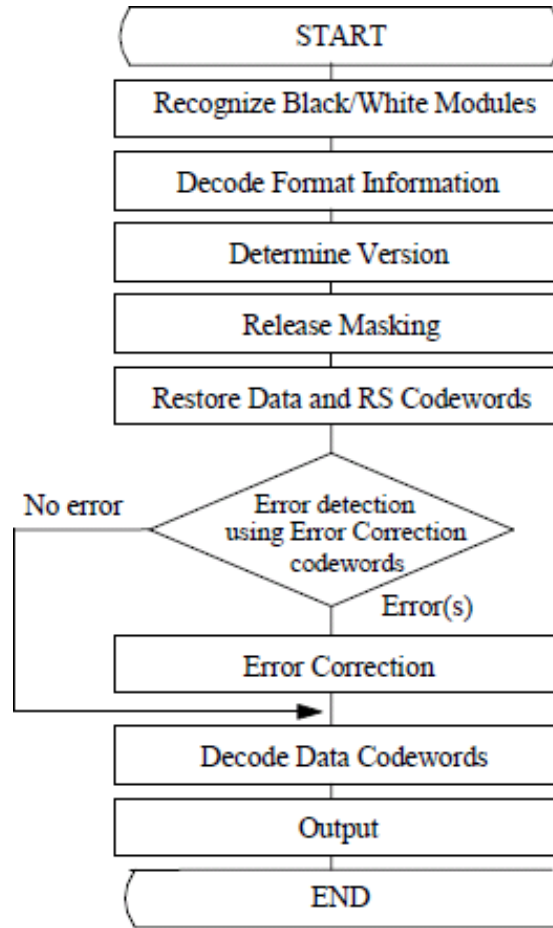 START
Recognize Black/White Modules
Decode Format Information
Determine Version
Release Masking
Restore Data and RS Codewords
No error
Error detection
using Error Correction
codewords
Error(s)
Error Correction
Decode Data Codewords
Output
END